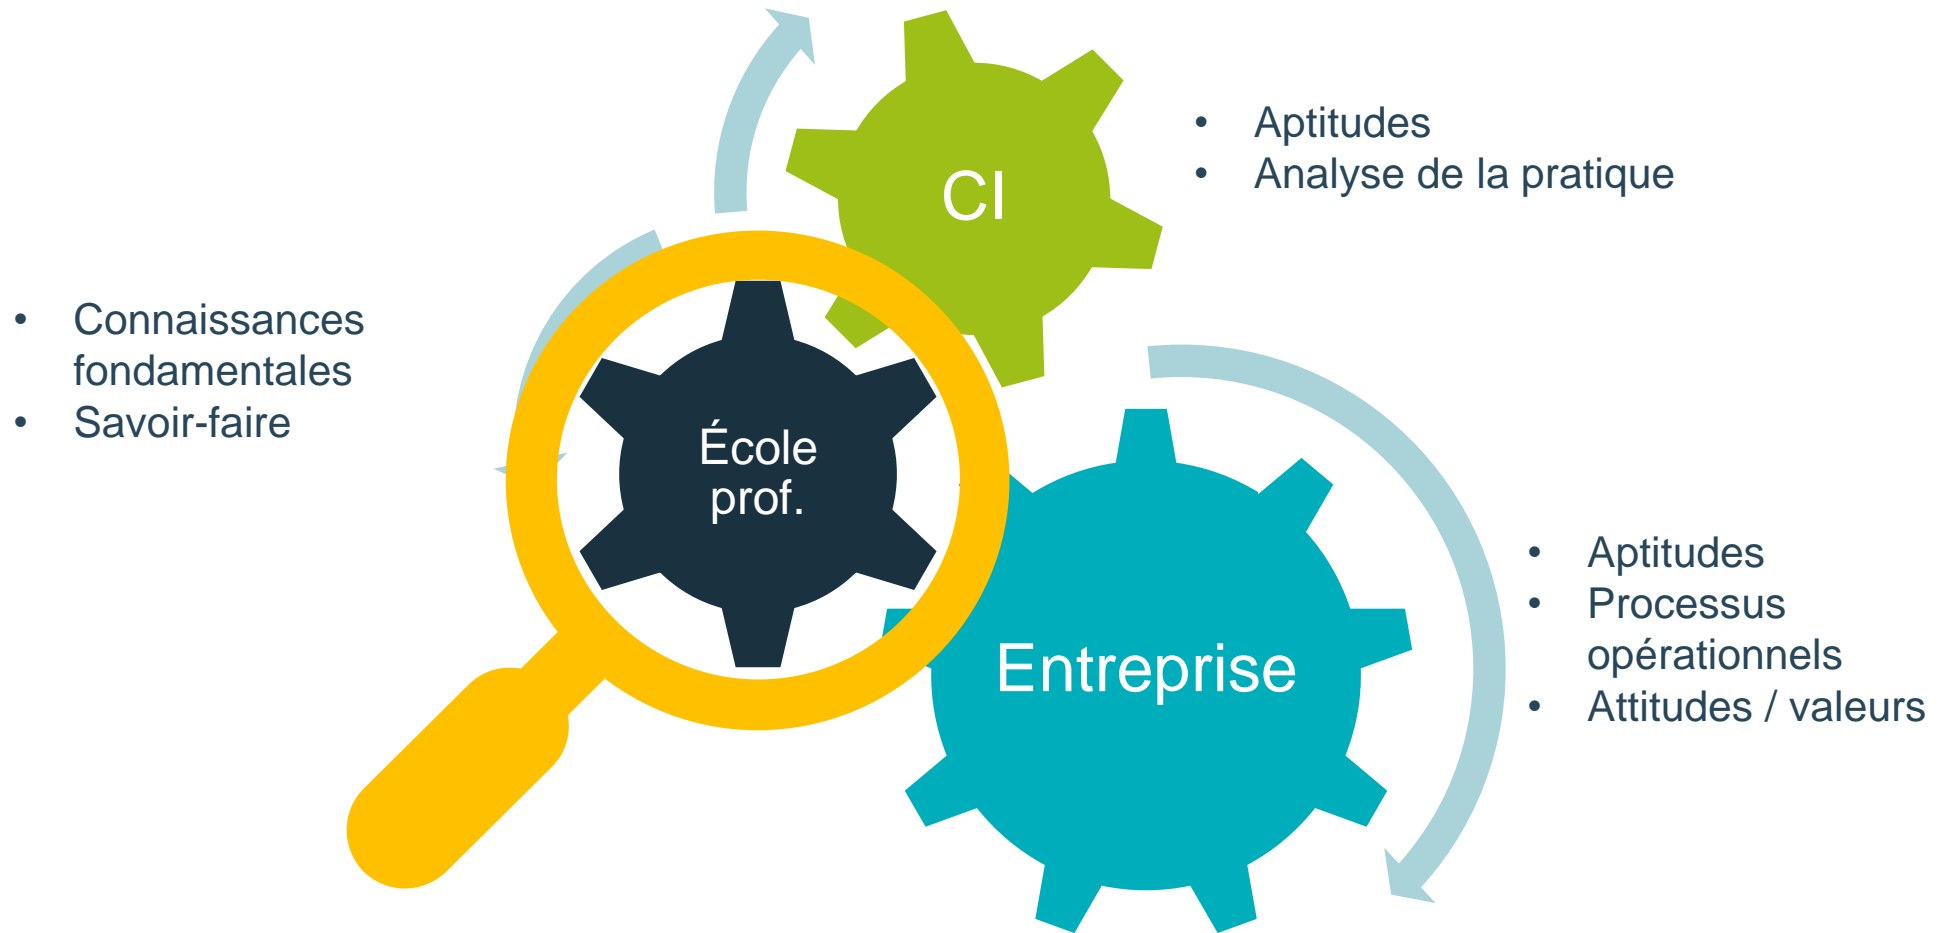 CI
• Aptitudes
• Analyse de la pratique
• Connaissances
fondamentales
• Savoir-faire
École
prof.
Entreprise
• Aptitudes
• Processus
opérationnels
• Attitudes / valeurs